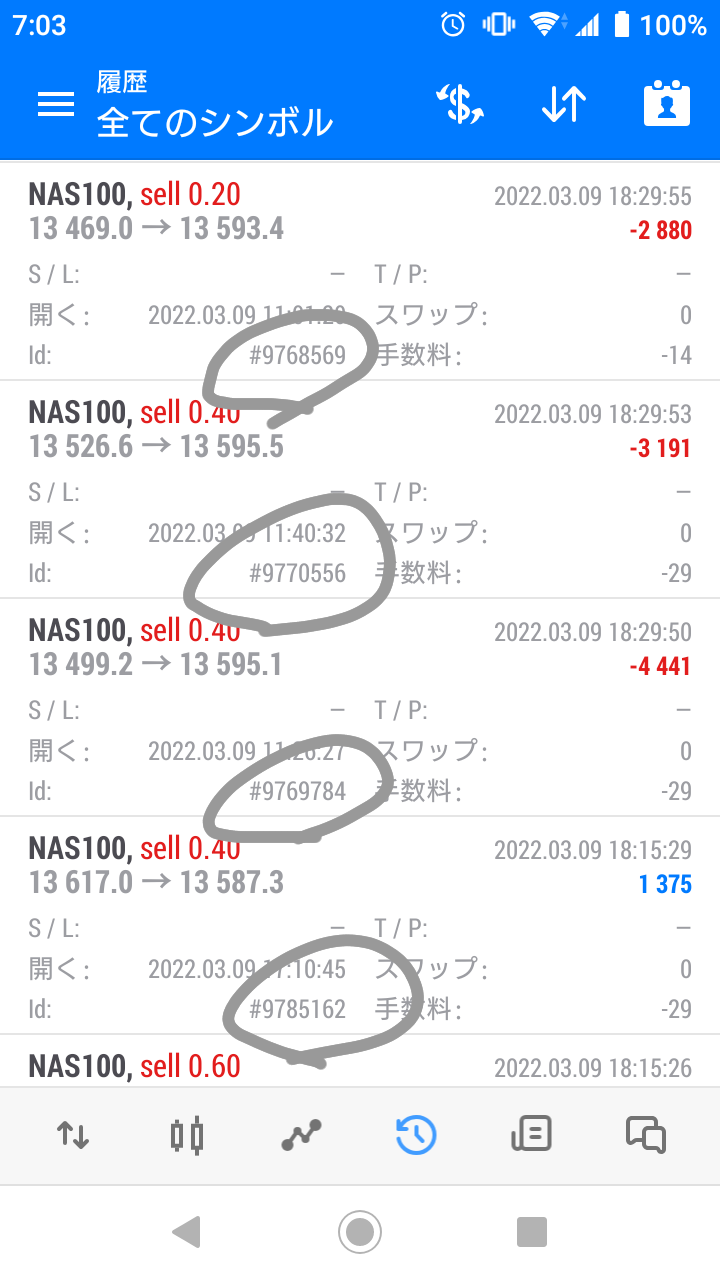 7:03 100%
履歴
全てのシンボル
NAS100, sell 0.20 2022.03.09 18:29:55
13 469.0 → 13 593.4 -2 880
S / L: – T / P: –
開く: 2022.03.09 11:01:20 スワップ: 0
Id: #9768569 手数料: -14
NAS100, sell 0.40 2022.03.09 18:29:53
13 526.6 → 13 595.5 -3 191
S / L: – T / P: –
開く: 2022.03.09 11:40:32 スワップ: 0
Id: #9770556 手数料: -29
NAS100, sell 0.40 2022.03.09 18:29:50
13 499.2 → 13 595.1 -4 441
S / L: – T / P: –
開く: 2022.03.09 11:26:27 スワップ: 0
Id: #9769784 手数料: -29
NAS100, sell 0.40 2022.03.09 18:15:29
13 617.0 → 13 587.3 1 375
S / L: – T / P: –
開く: 2022.03.09 17:10:45 スワップ: 0
Id: #9785162 手数料: -29
NAS100, sell 0.60 2022.03.09 18:15:26